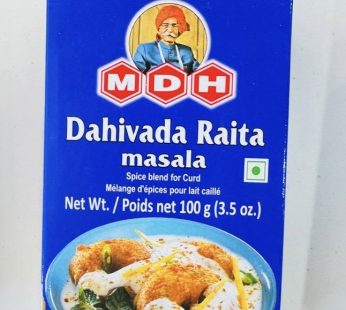 MDH
Dahivada Raita
masala
Spice blend for Curd
Mélange d'épices pour lait caillé
Net Wt. / Poids net 100 g (3.5 oz.)